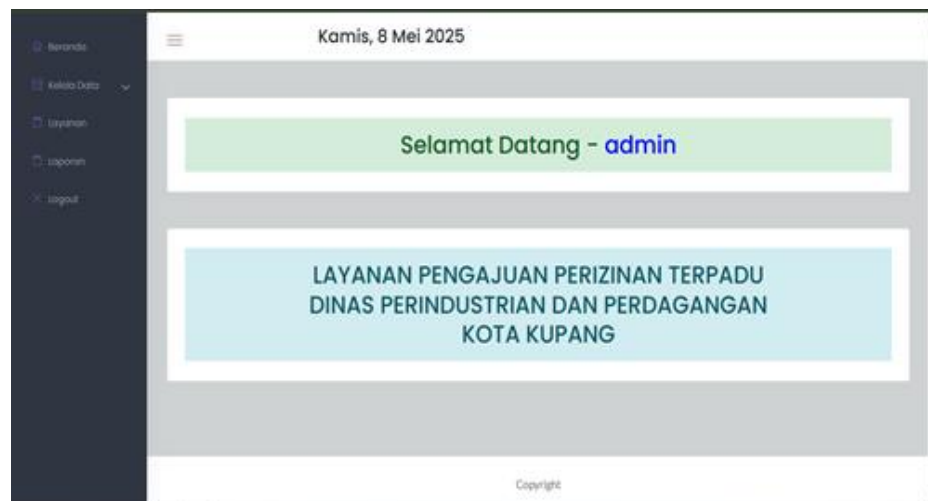 Beranda
Kelola Data
Layanan
Laporan
Logout
Kamis, 8 Mei 2025
Selamat Datang - admin
LAYANAN PENGAJUAN PERIZINAN TERPADU
DINAS PERINDUSTRIAN DAN PERDAGANGAN
KOTA KUPANG
Copyright